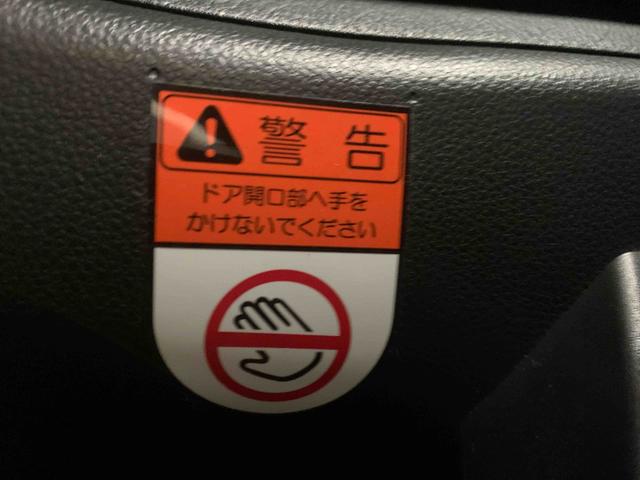 警告
ドア開口部へ手を
かけないでください